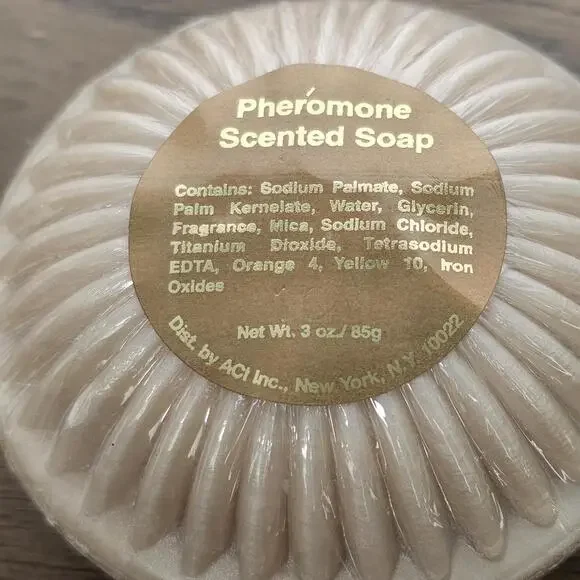 Pherómone
Scented Soap
Contains: Sodium Palmate, Sodium
Palm Kernelate, Water, Glycerin,
Fragrance, Mica, Sodium Chloride,
Titanium Dioxide, Tetrasodium
EDTA, Orange 4, Yellow 10, Iron
Oxides
Net Wt. 3 oz./ 85g
Dist. by ACI Inc., New York, N.Y. 10022